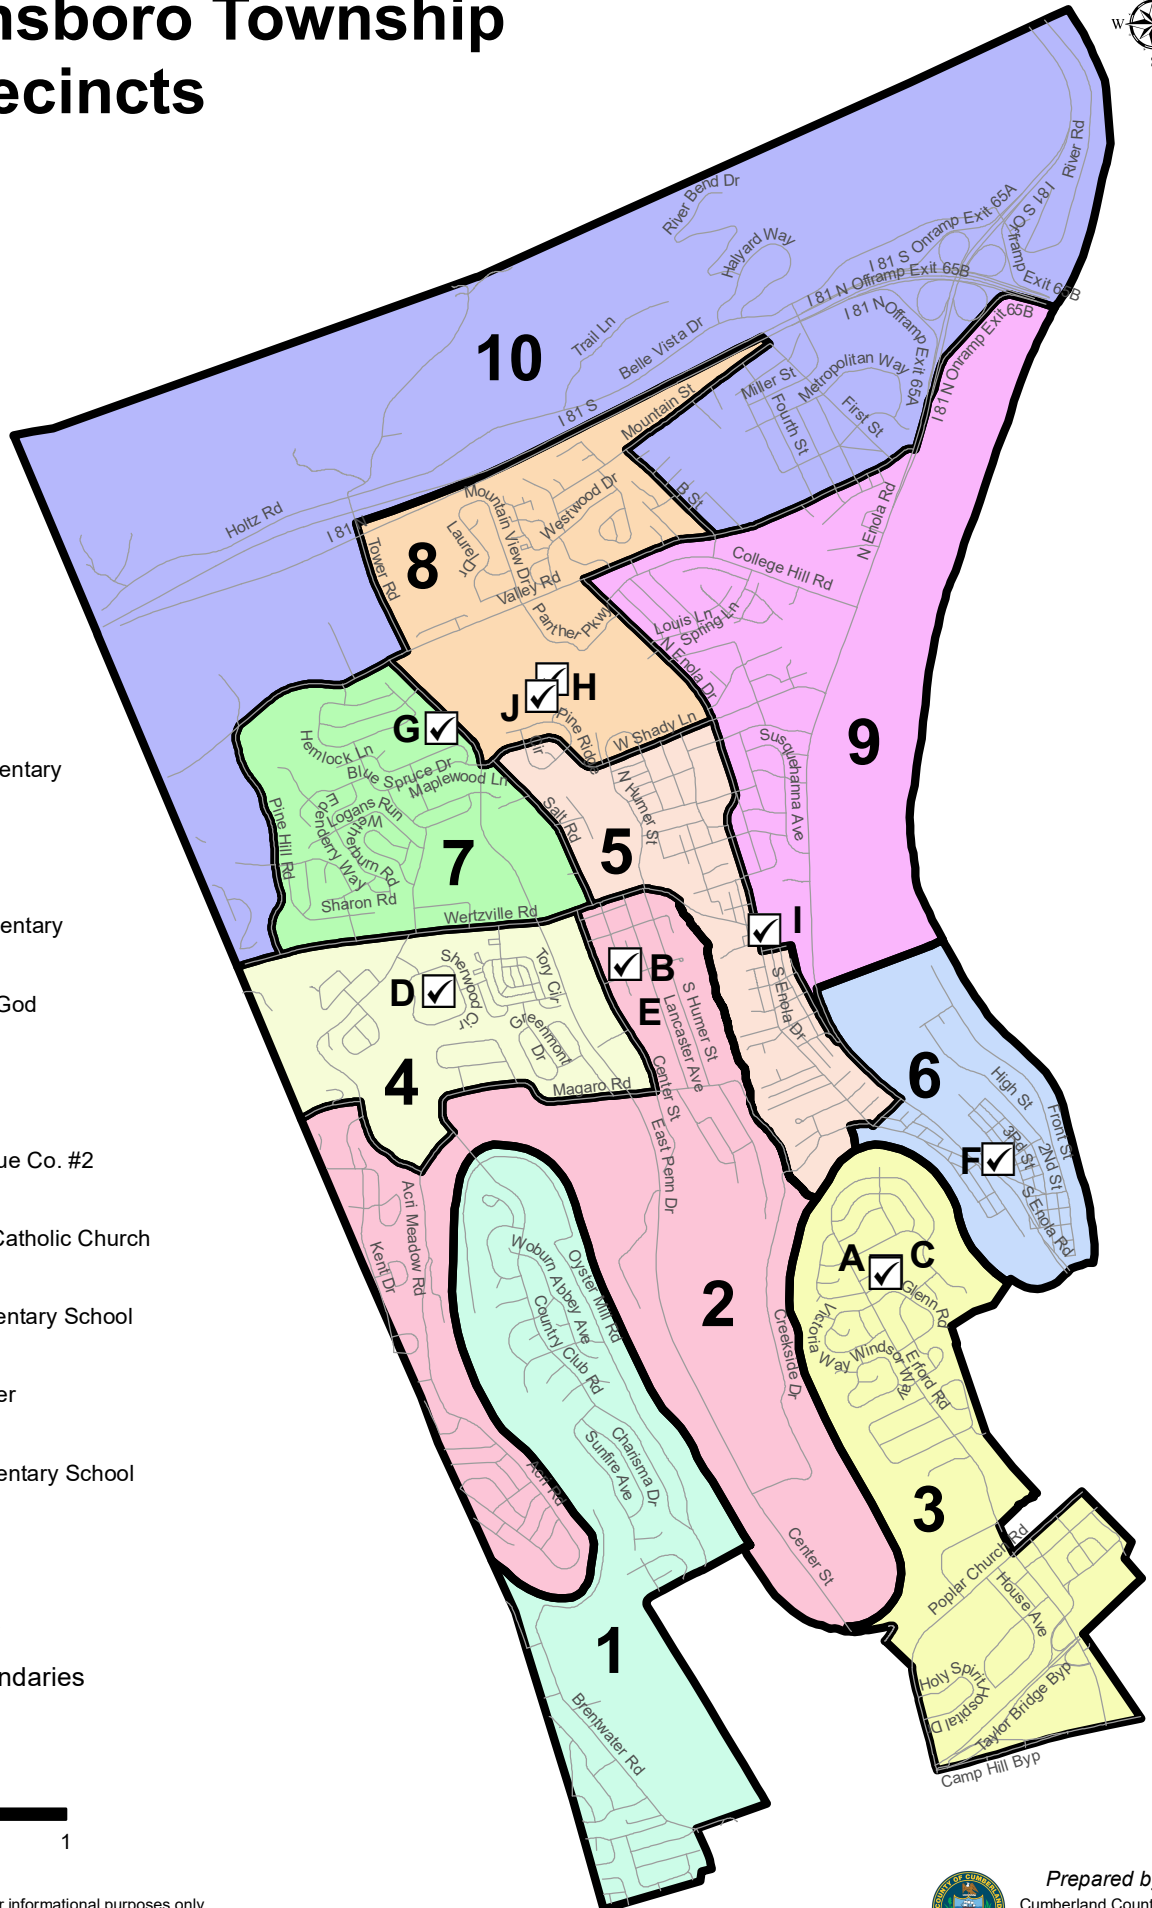 nsboro Township
ecincts
W
River Rd
River Bend Dr
Halyard Way
I 81 S Onramp Exit 65A
I 81 N Offramp Exit 65B
I 81 N Offramp Exit 65A
I 81 N Onramp Exit 65B
10
Trail Ln
Belle Vista Dr
I 81 S
Mountain St
Miller St
Metropolitan Way
Fourth St
First St
B St
Holtz Rd
I 81 N
Tower Rd
8
Laurel Dr
Mountain View Dr
Westwood Dr
Valley Rd
Panther Pkwy
College Hill Rd
N Enola Rd
Louis Ln
Spring Ln
N Enola Dr
H
J
G
Pine Ridge
Cir
W Shady Ln
9
Susquehanna Ave
entary
Hemlock Ln
Blue Spruce Dr
Maplewood Ln
Logans Run
Wetherburn Rd
Edenderry Way
Pine Hill Rd
7
Sharon Rd
Wertzville Rd
Salt Rd
N Humer St
5
entary
I
B
E
D
Sherwood Cir
Tory Cir
Greenmont Dr
4
Magaro Rd
S Humer St
Lancaster Ave
Center St
S Enola Dr
God
6
High St
Front St
3Rd St
2Nd St
F
S Enola Rd
East Penn Dr
ue Co. #2
Catholic Church
Acri Meadow Rd
Kent Dr
Woburn Abbey Ave
Oyster Mill Rd
Country Club Rd
2
Creekside Dr
A
C
Glenn Rd
Victoria Way
Windsor Way
Erford Rd
entary School
er
entary School
Acri Rd
Charisma Dr
Sunfire Ave
Center St
3
Poplar Church Rd
House Ave
Holy Spirit Hospital D
Taylor Bridge Byp
Camp Hill Byp
1
Brentwater Rd
ndaries
1
r informational purposes only
COUNTY OF CUMBERLAND
Prepared b
Cumberland Count